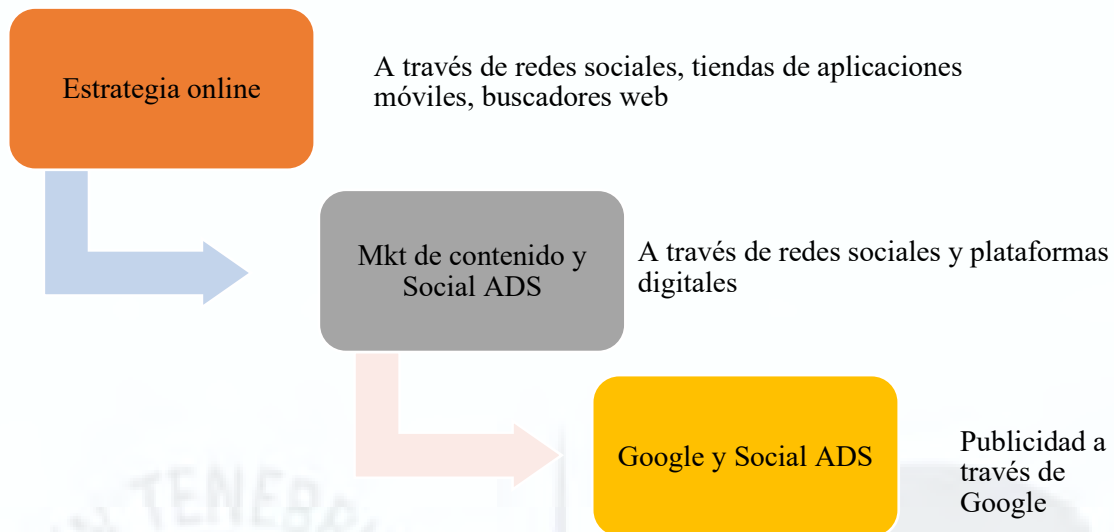 Estrategia online
A través de redes sociales, tiendas de aplicaciones
móviles, buscadores web
Mkt de contenido y
Social ADS
A través de redes sociales y plataformas
digitales
Google y Social ADS
Publicidad a
través de
Google